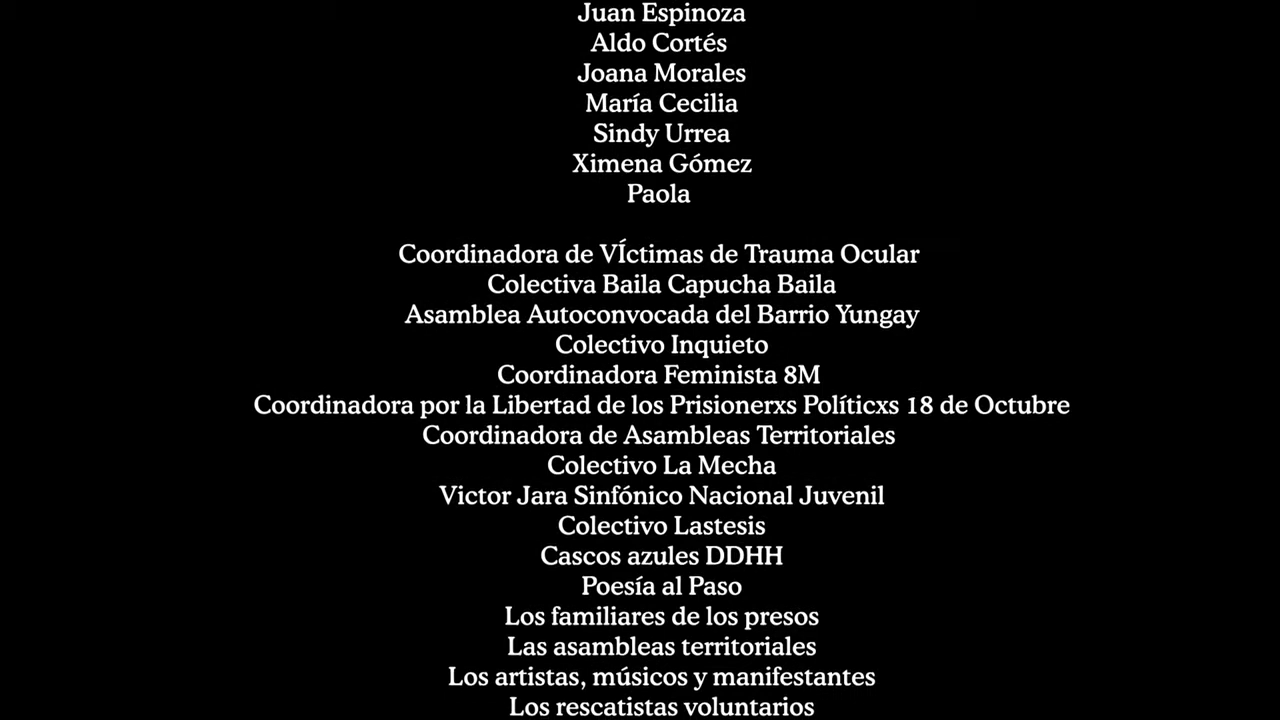 Juan Espinoza
Aldo Cortés
Joana Morales
María Cecilia
Sindy Urrea
Ximena Gómez
Paola
Coordinadora de VÍctimas de Trauma Ocular
Colectiva Baila Capucha Baila
Asamblea Autoconvocada del Barrio Yungay
Colectivo Inquieto
Coordinadora Feminista 8M
Coordinadora por la Libertad de los Prisionerxs Políticxs 18 de Octubre
Coordinadora de Asambleas Territoriales
Colectivo La Mecha
Victor Jara Sinfónico Nacional Juvenil
Colectivo Lastesis
Cascos azules DDHH
Poesía al Paso
Los familiares de los presos
Las asambleas territoriales
Los artistas, músicos y manifestantes
Los rescatistas voluntarios